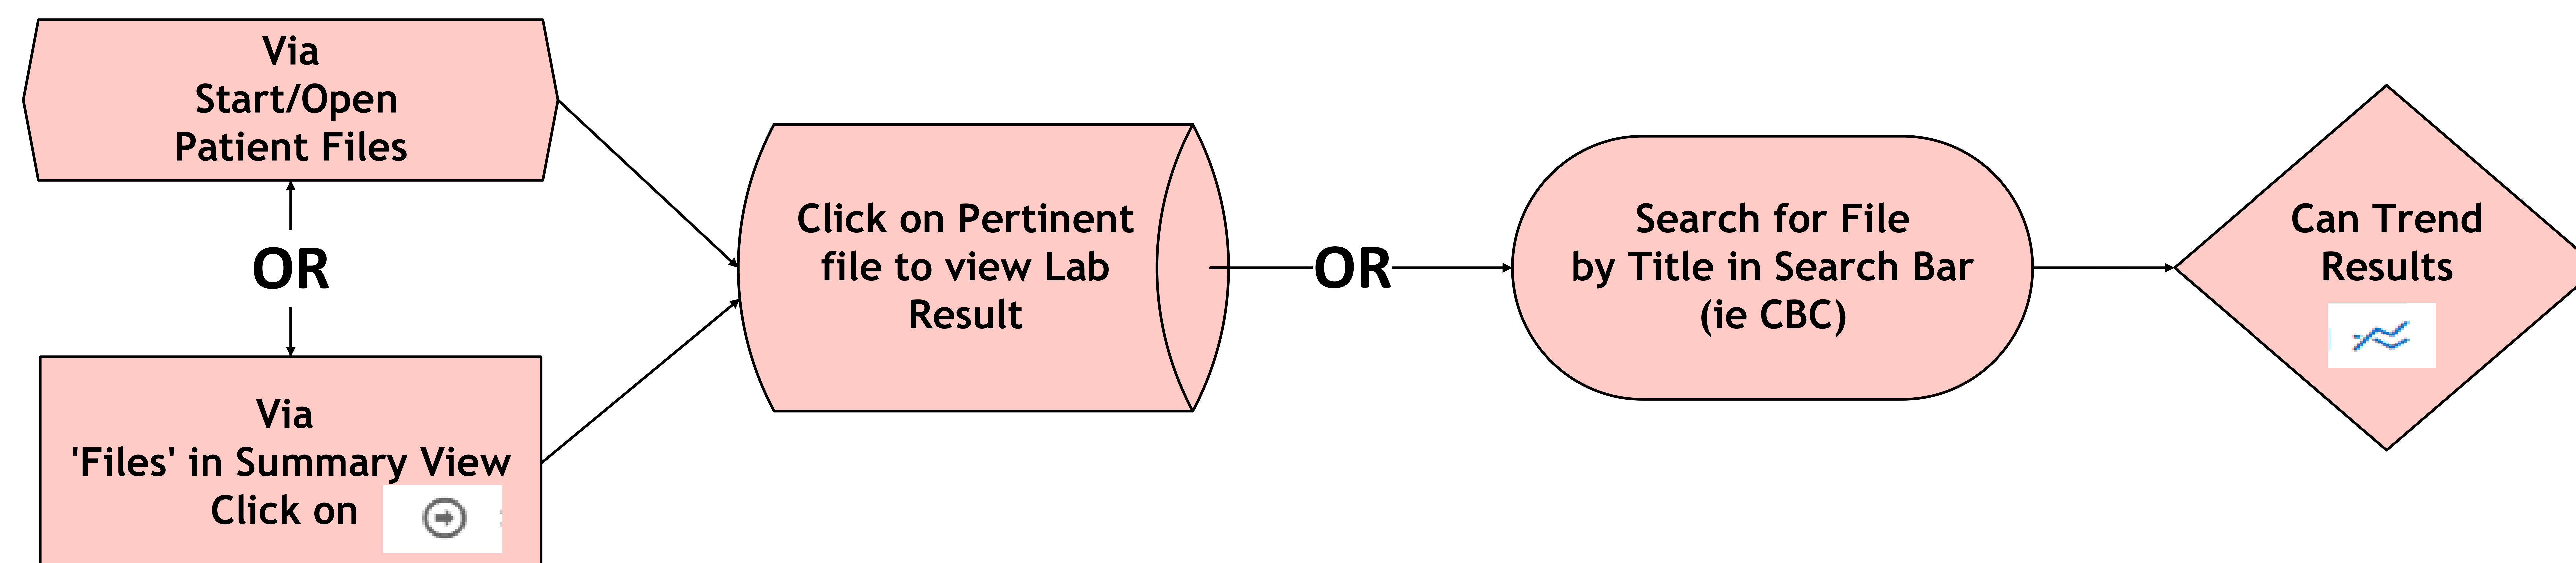 Via
Start/Open
Patient Files
OR
Via
'Files' in Summary View
Click on
Click on Pertinent
file to view Lab
Result
OR
Search for File
by Title in Search Bar
(ie CBC)
Can Trend
Results